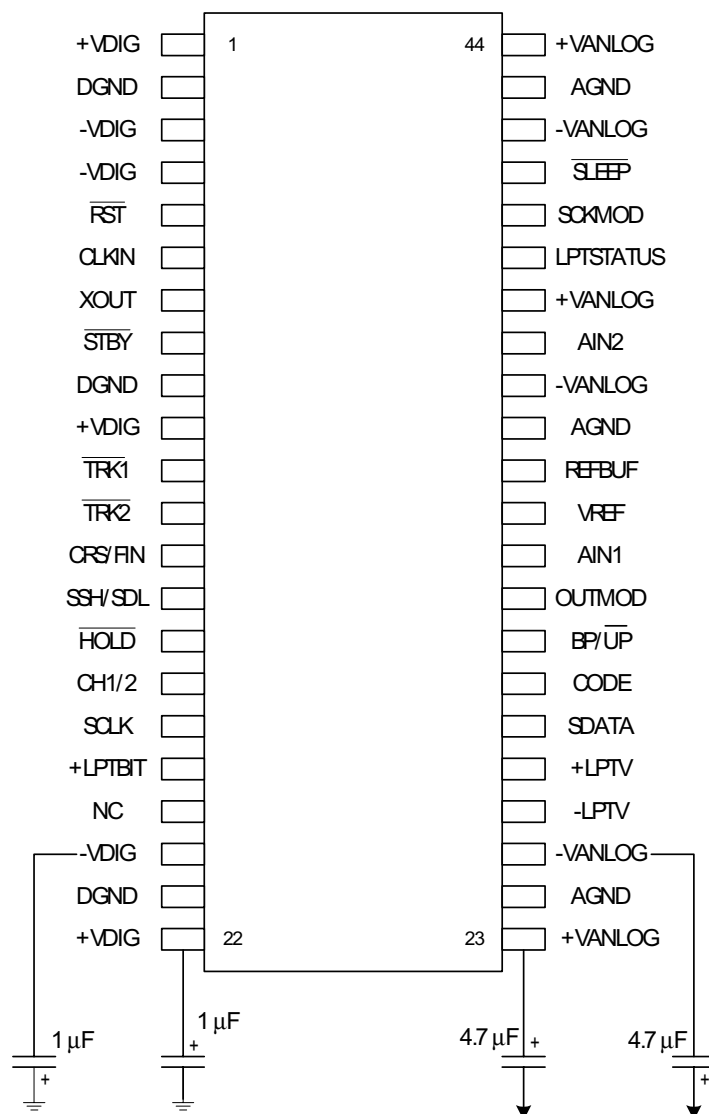 +VDIG 1 44 +VANLOG
DGND AGND
-VDIG -VANLOG
-VDIG SLEEP
RST SCKMOD
CLKIN LPTSTATUS
XOUT +VANLOG
STBY AIN2
DGND -VANLOG
+VDIG AGND
TRK1 REFBUF
TRK2 VREF
CRS/FIN AIN1
SSH/SDL OUTMOD
HOLD BP/UP
CH1/2 CODE
SCLK SDATA
+LPTBIT +LPTV
NC -LPTV
-VDIG -VANLOG
DGND AGND
+VDIG 22 23 +VANLOG
1 µF + 1 µF + 4.7 µF + 4.7 µF +